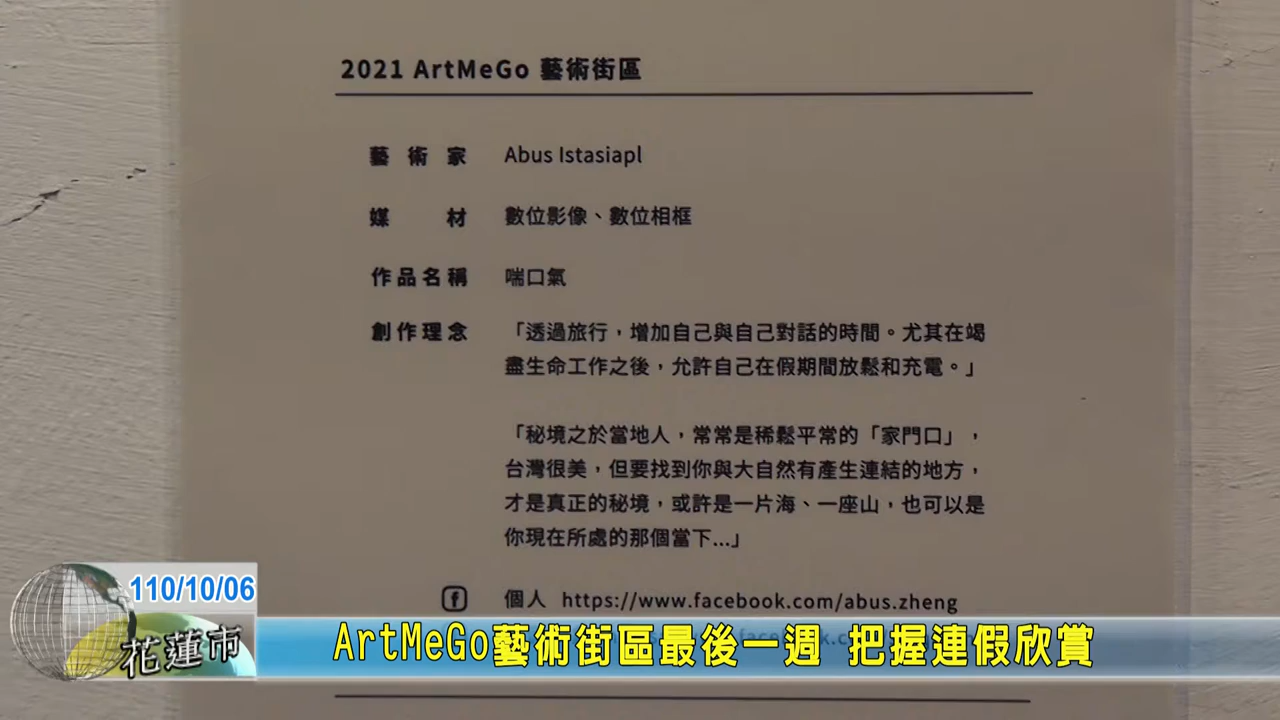 2021 ArtMeGo 藝術街區
藝術家 Abus Istasiapl
媒材 數位影像、數位相框
作品名稱 喘口氣
創作理念 「透過旅行，增加自己與自己對話的時間。尤其在竭
盡生命工作之後，允許自己在假期間放鬆和充電。」
「秘境之於當地人，常常是稀鬆平常的「家門口」，
台灣很美，但要找到你與大自然有產生連結的地方，
才是真正的秘境，或許是一片海、一座山，也可以是
你現在所處的那個當下...」
個人 https://www.facebook.com/abus.zheng
110/10/06
花蓮市
ArtMeGo藝術街區最後一週 把握連假欣賞